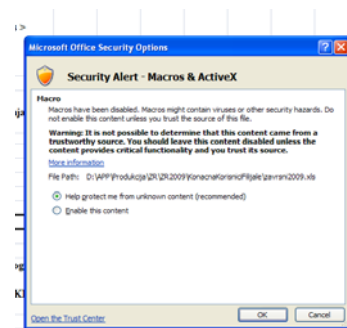 Microsoft Office Security Options
Security Alert - Macros & ActiveX
Macro
Macros have been disabled. Macros might contain viruses or other security hazards. Do
not enable this content unless you trust the source of this file.
Warning: It is not possible to determine that this content came from a
trustworthy source. You should leave this content disabled unless the
content provides critical functionality and you trust its source.
More information
File Path: D:\APP\Produkcija\ZR\ZR2009\KonacnaKorisnicFilijale\zavrsni2009.xls
Help protect me from unknown content (recommended)
Enable this content
Open the Trust Center
OK
Cancel